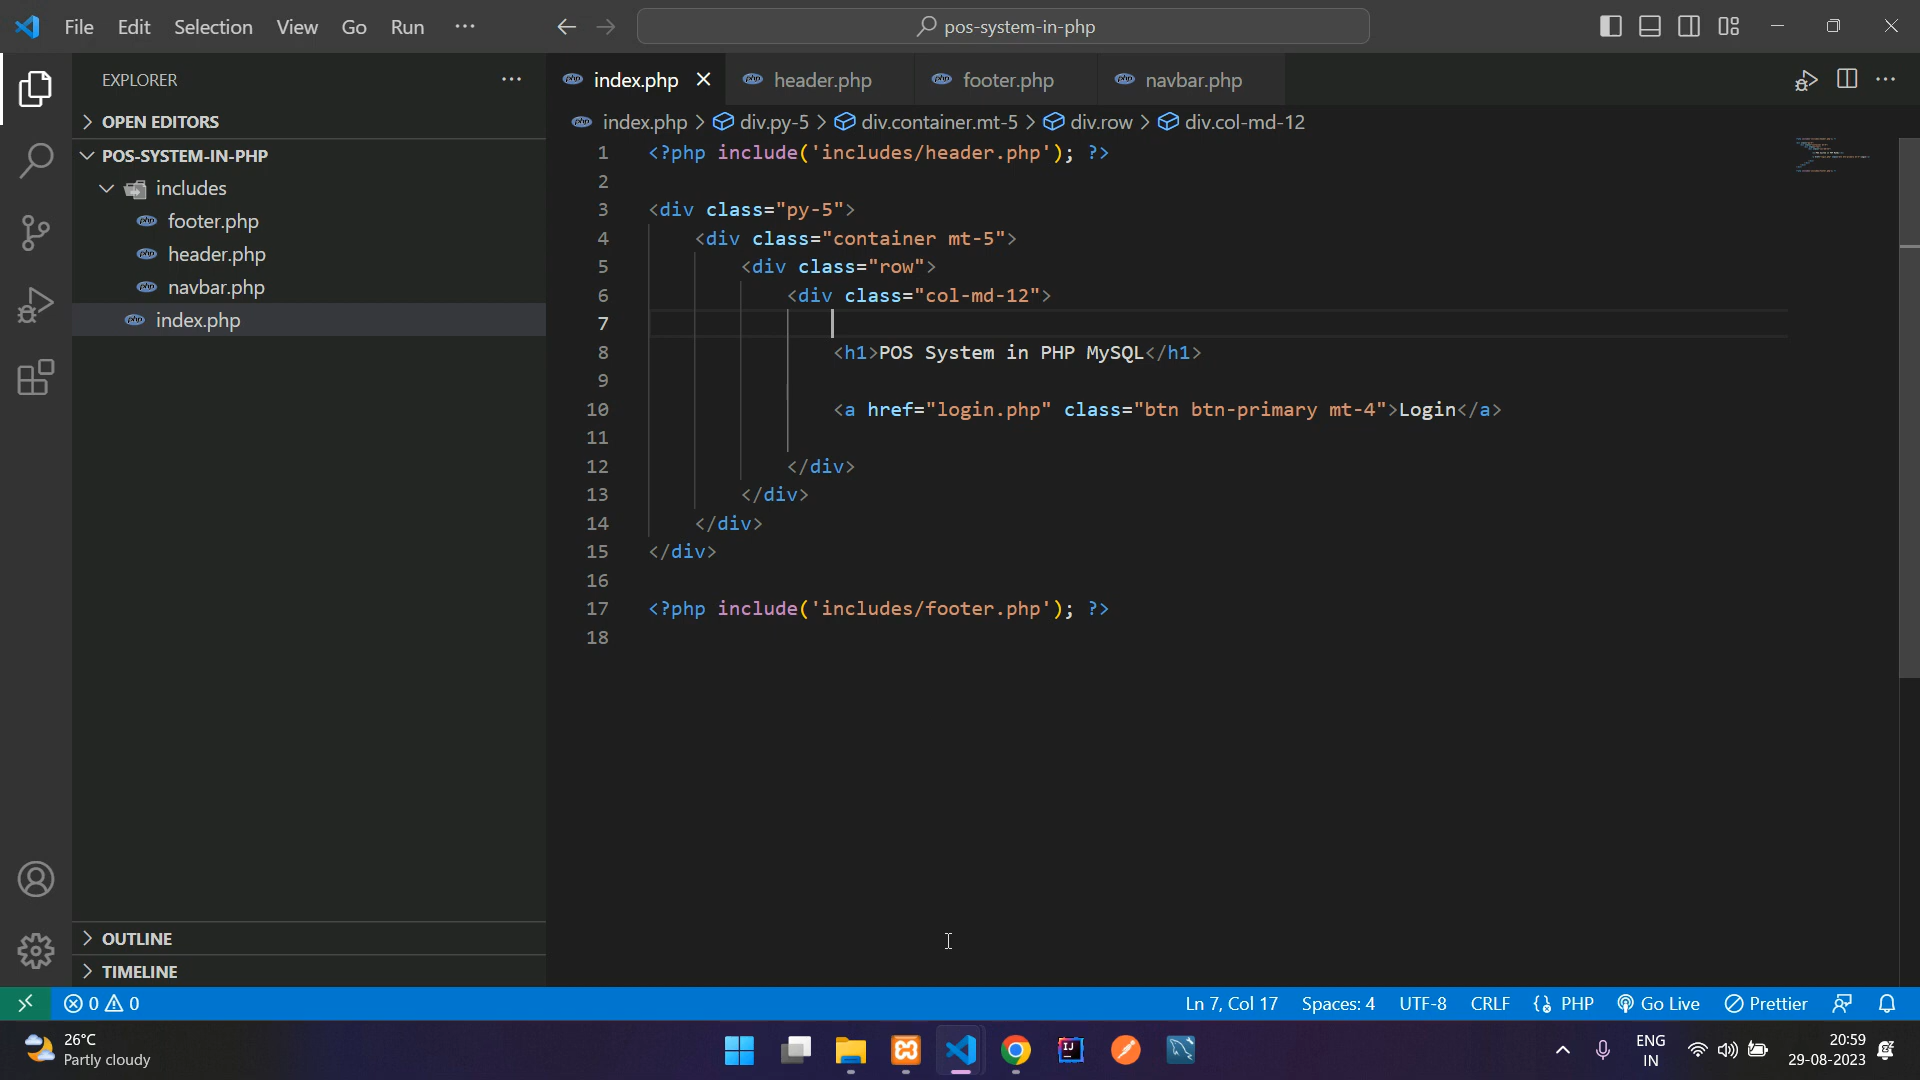 File Edit Selection View Go Run ···
pos-system-in-php
EXPLORER
OPEN EDITORS
POS-SYSTEM-IN-PHP
includes
footer.php
header.php
navbar.php
index.php
OUTLINE
TIMELINE
index.php header.php footer.php navbar.php
index.php > div.py-5 > div.container.mt-5 > div.row > div.col-md-12
1 <?php include('includes/header.php'); ?>
2
3 <div class="py-5">
4 <div class="container mt-5">
5 <div class="row">
6 <div class="col-md-12">
7
8 <h1>POS System in PHP MySQL</h1>
9
10 <a href="login.php" class="btn btn-primary mt-4">Login</a>
11
12 </div>
13 </div>
14 </div>
15 </div>
16
17 <?php include('includes/footer.php'); ?>
18
0 0 Ln 7, Col 17 Spaces: 4 UTF-8 CRLF PHP Go Live Prettier
26°C
Partly cloudy
ENG
IN
20:59
29-08-2023